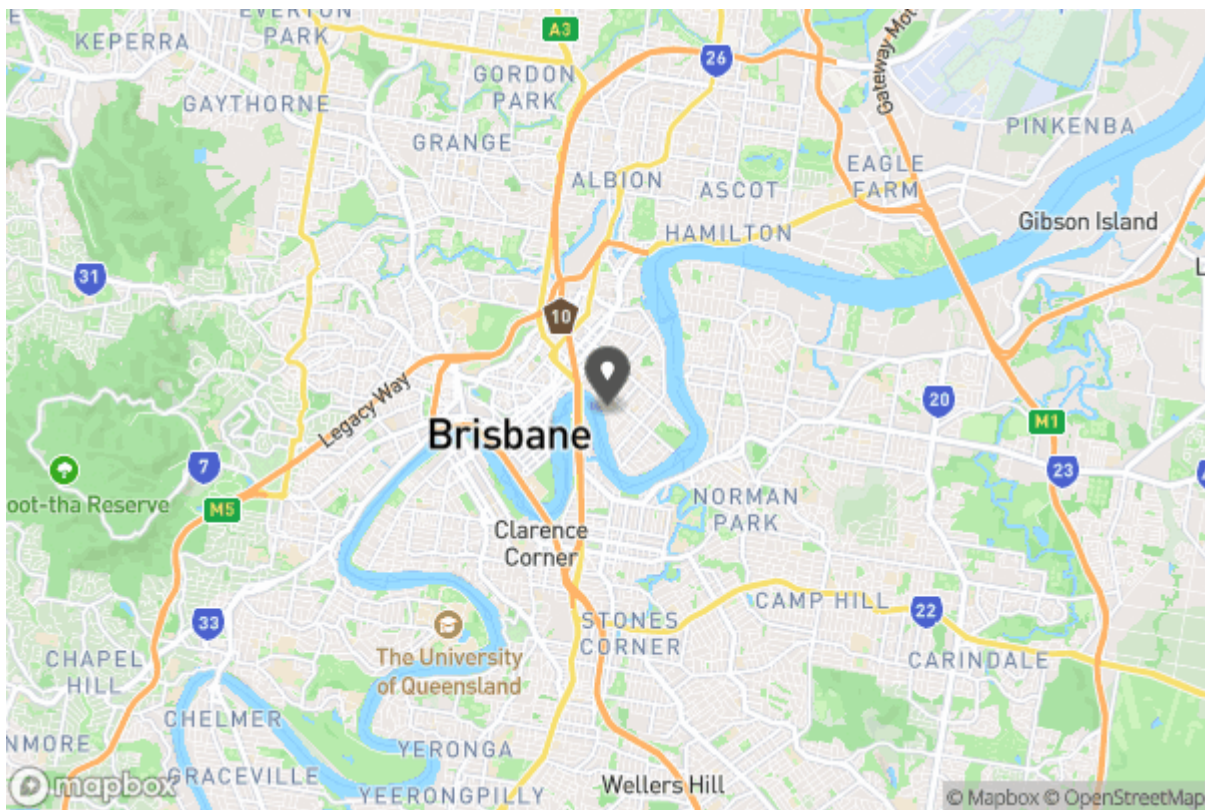 EVERTON
PARK
KEPERRA
A3
26
GORDON
PARK
GAYTHORNE
GRANGE
Gateway Mot
PINKENBA
ALBION
ASCOT
EAGLE
FARM
Gibson Island
HAMILTON
31
L
10
Legacy Way
Brisbane
20
M1
23
7
oot-tha Reserve
M5
NORMAN
PARK
Clarence
Corner
CAMP HILL
22
33
STONES
CORNER
The University
of Queensland
CARINDALE
CHAPEL
HILL
CHELMER
NMORE
YERONGA
GRACEVILLE
YEERONGPILLY
Wellers Hill
mapbox
© Mapbox © OpenStreetMap